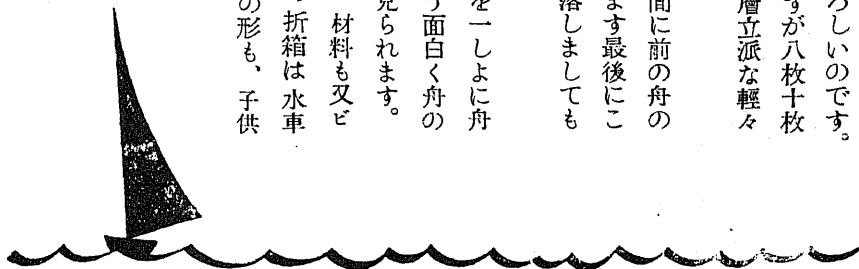 ろしいのです。
すが八枚十枚
層立派な輕々
間に前の舟の
ます最後にこ
落しましても
を一しよに舟
う面白く舟の
見られます。
材料も又ビ
折箱は水車
の形も、子供